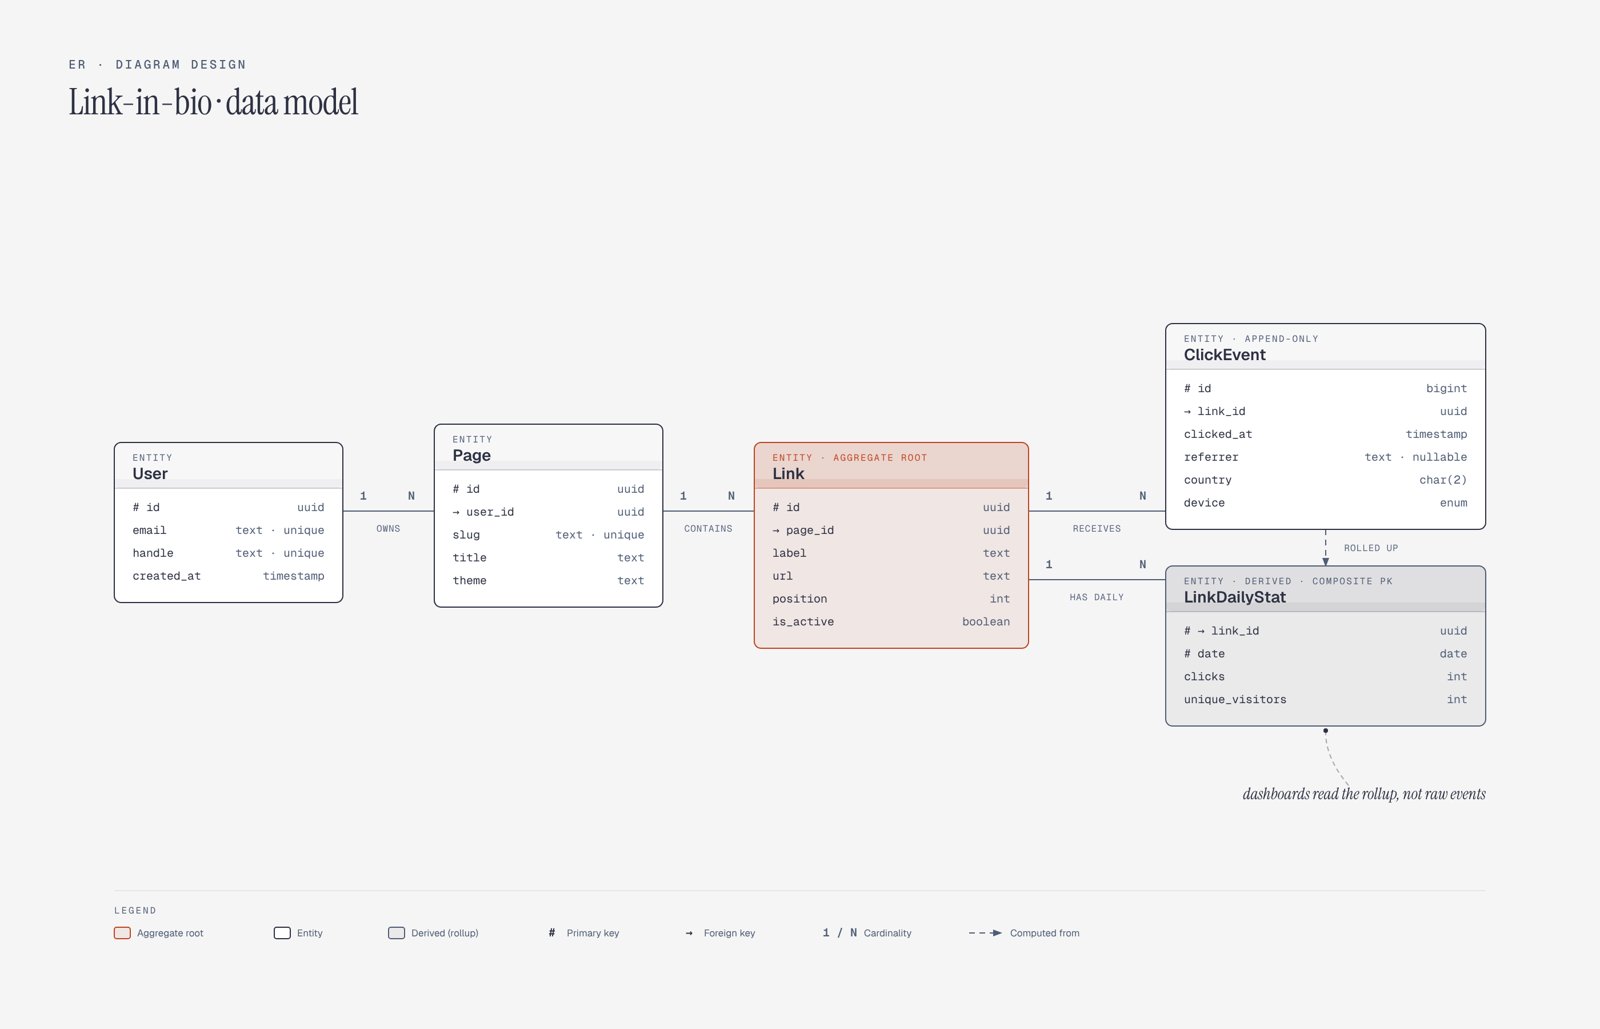 ER · DIAGRAM DESIGN
Link-in-bio · data model
ENTITY
User
# id uuid
email text · unique
handle text · unique
created_at timestamp
1 N
OWNS
ENTITY
Page
# id uuid
→ user_id uuid
slug text · unique
title text
theme text
1 N
CONTAINS
ENTITY · AGGREGATE ROOT
Link
# id uuid
→ page_id uuid
label text
url text
position int
is_active boolean
1 N
RECEIVES
1 N
HAS DAILY
ENTITY · APPEND-ONLY
ClickEvent
# id bigint
→ link_id uuid
clicked_at timestamp
referrer text · nullable
country char(2)
device enum
ROLLED UP
ENTITY · DERIVED · COMPOSITE PK
LinkDailyStat
# → link_id uuid
# date date
clicks int
unique_visitors int
dashboards read the rollup, not raw events
LEGEND
Aggregate root
Entity
Derived (rollup)
# Primary key
→ Foreign key
1 / N Cardinality
Computed from